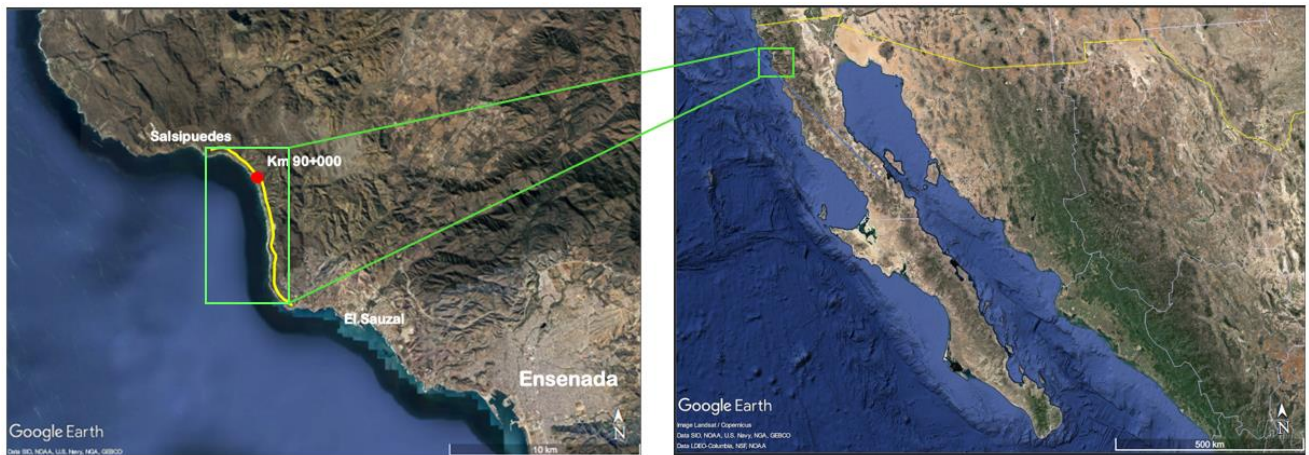 Salsipuedes
Km 90+000
El Sauzal
Ensenada
Google Earth
N
Data SIO, NOAA, U.S. Navy, NGA, GEBCO
10 km
Google Earth
Image Landsat / Copernicus
Data SIO, NOAA, U.S. Navy, NGA, GEBCO
Data LDEO-Columbia, NSF, NOAA
N
500 km